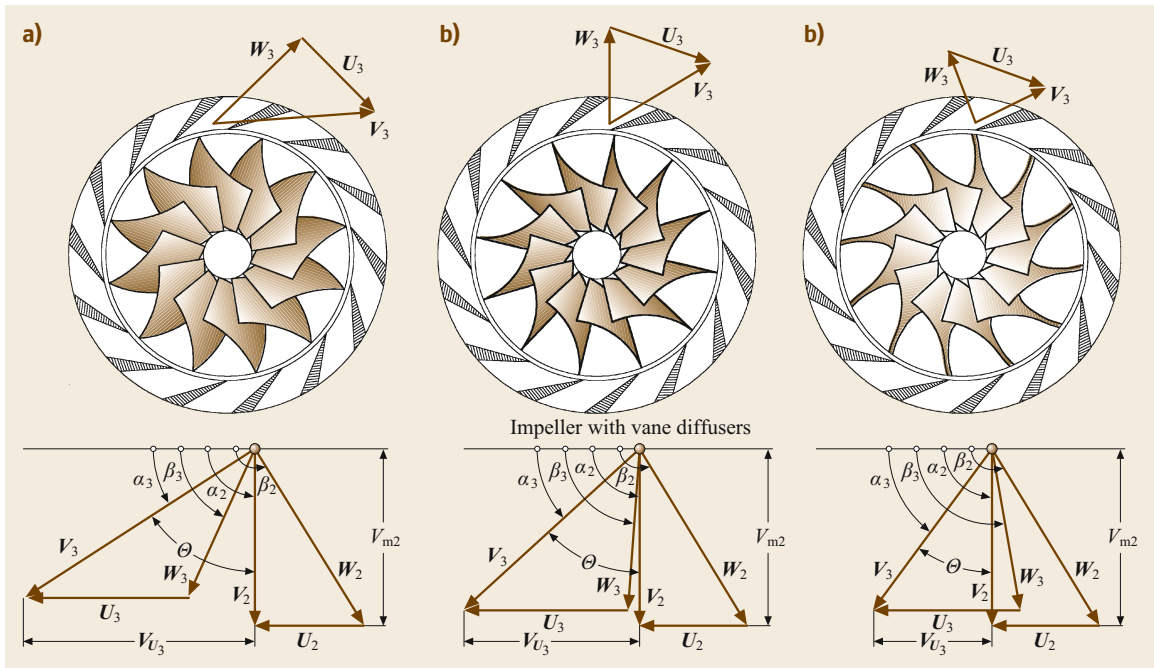 a)
b)
b)
W3
U3
V3
W3
U3
V3
W3
U3
V3
Impeller with vane diffusers
α3
β3
α2
β2
V3
Θ
W3
V2
W2
Vm2
U3
U2
VU3
α3
β3
α2
β2
V3
Θ
W3
V2
W2
Vm2
U3
U2
VU3
α3
β3
α2
β2
V3
Θ
W3
V2
W2
Vm2
U3
U2
VU3